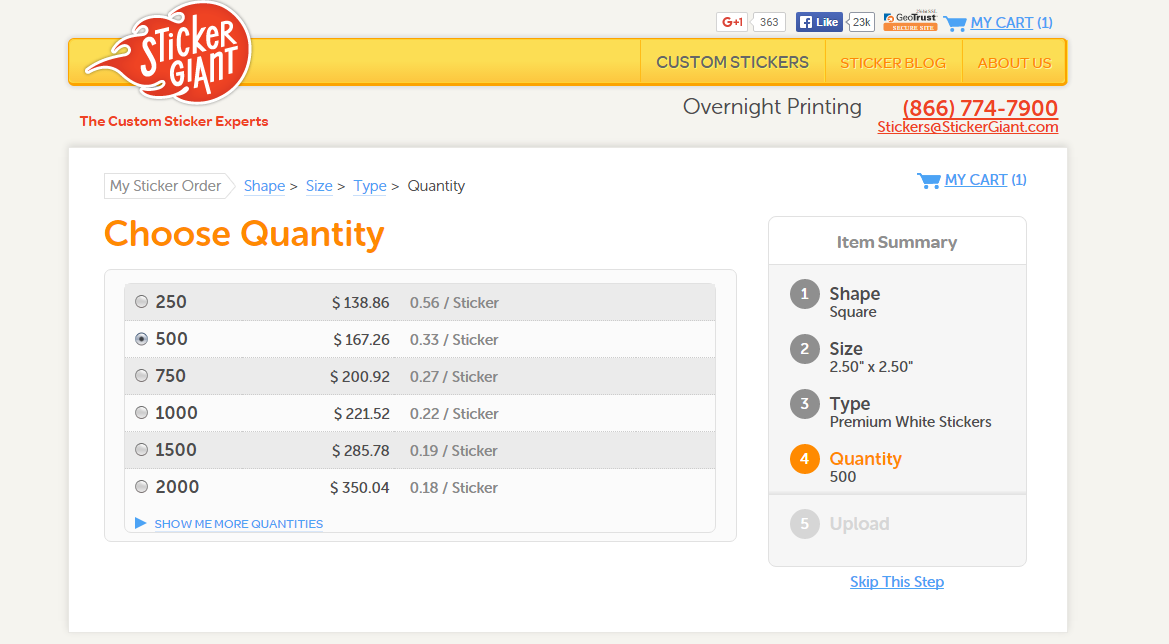 G+1 363 Like 23k GeoTrust MY CART (1)
SECURE SITE
STICKER
GIANT
CUSTOM STICKERS STICKER BLOG ABOUT US
The Custom Sticker Experts
Overnight Printing (866) 774-7900
Stickers@StickerGiant.com
My Sticker Order Shape > Size > Type > Quantity
MY CART (1)
Choose Quantity
250 $ 138.86 0.56 / Sticker
500 $ 167.26 0.33 / Sticker
750 $ 200.92 0.27 / Sticker
1000 $ 221.52 0.22 / Sticker
1500 $ 285.78 0.19 / Sticker
2000 $ 350.04 0.18 / Sticker
SHOW ME MORE QUANTITIES
Item Summary
1 Shape
Square
2 Size
2.50" x 2.50"
3 Type
Premium White Stickers
4 Quantity
500
5 Upload
Skip This Step